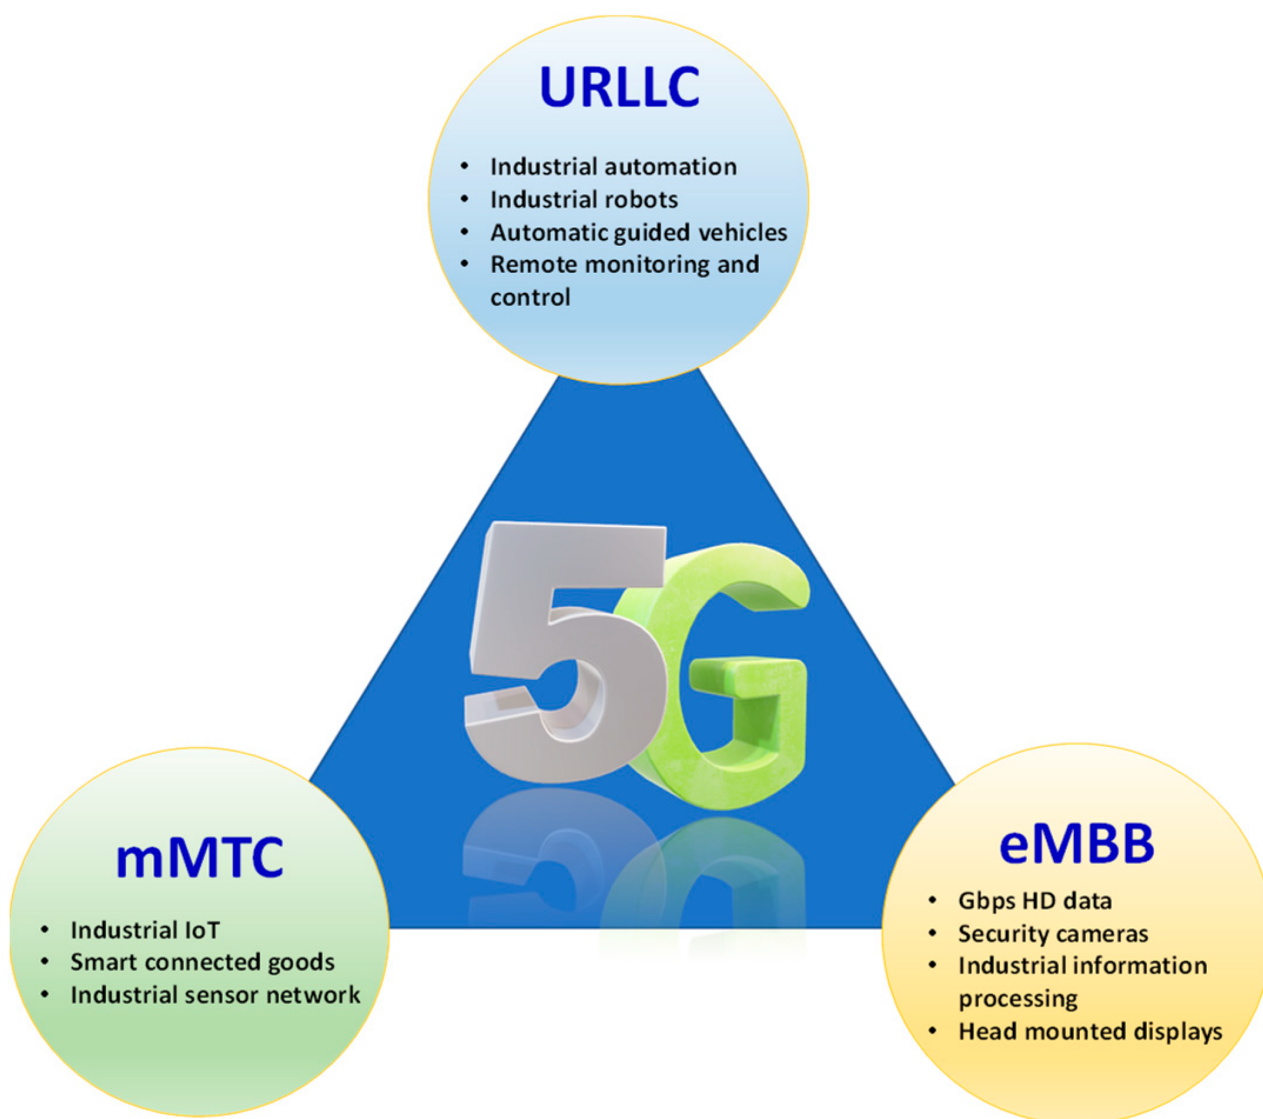 URLLC
• Industrial automation
• Industrial robots
• Automatic guided vehicles
• Remote monitoring and
control
5G
mMTC
• Industrial IoT
• Smart connected goods
• Industrial sensor network
eMBB
• Gbps HD data
• Security cameras
• Industrial information
processing
• Head mounted displays